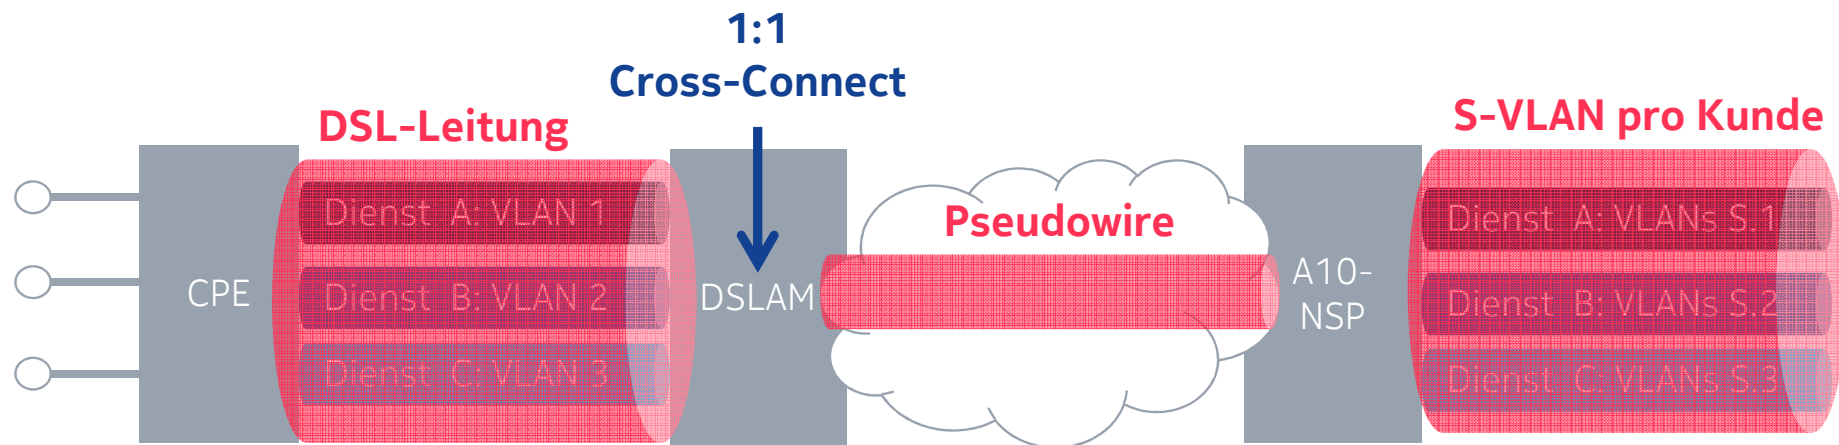 1:1
Cross-Connect
DSL-Leitung
S-VLAN pro Kunde
Dienst A: VLAN 1
Dienst B: VLAN 2
Dienst C: VLAN 3
CPE
DSLAM
Pseudowire
A10-
NSP
Dienst A: VLANs S.1
Dienst B: VLANs S.2
Dienst C: VLANs S.3